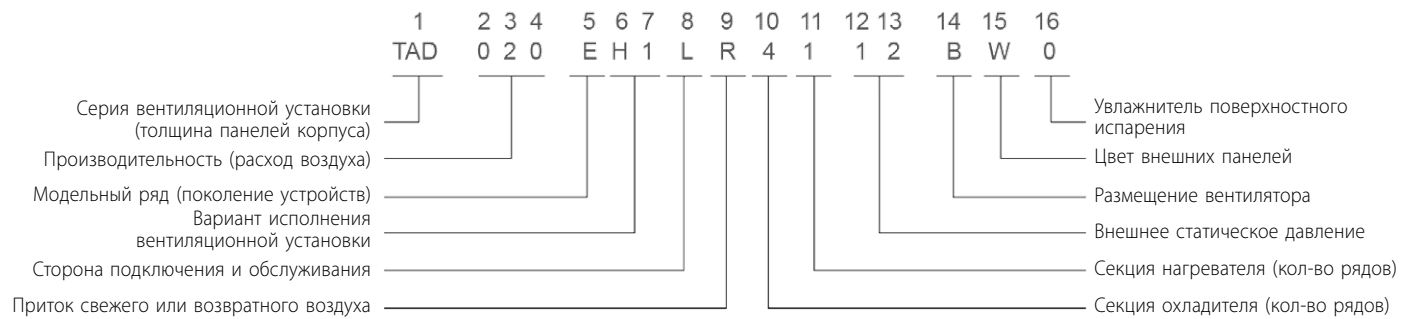 1 2 3 4 5 6 7 8 9 10 11 12 13 14 15 16
TAD 0 2 0 E H 1 L R 4 1 1 2 B W 0
Серия вентиляционной установки
(толщина панелей корпуса)
Производительность (расход воздуха)
Модельный ряд (поколение устройств)
Вариант исполнения
вентиляционной установки
Сторона подключения и обслуживания
Приток свежего или возвратного воздуха
Увлажнитель поверхностного
испарения
Цвет внешних панелей
Размещение вентилятора
Внешнее статическое давление
Секция нагревателя (кол-во рядов)
Секция охладителя (кол-во рядов)